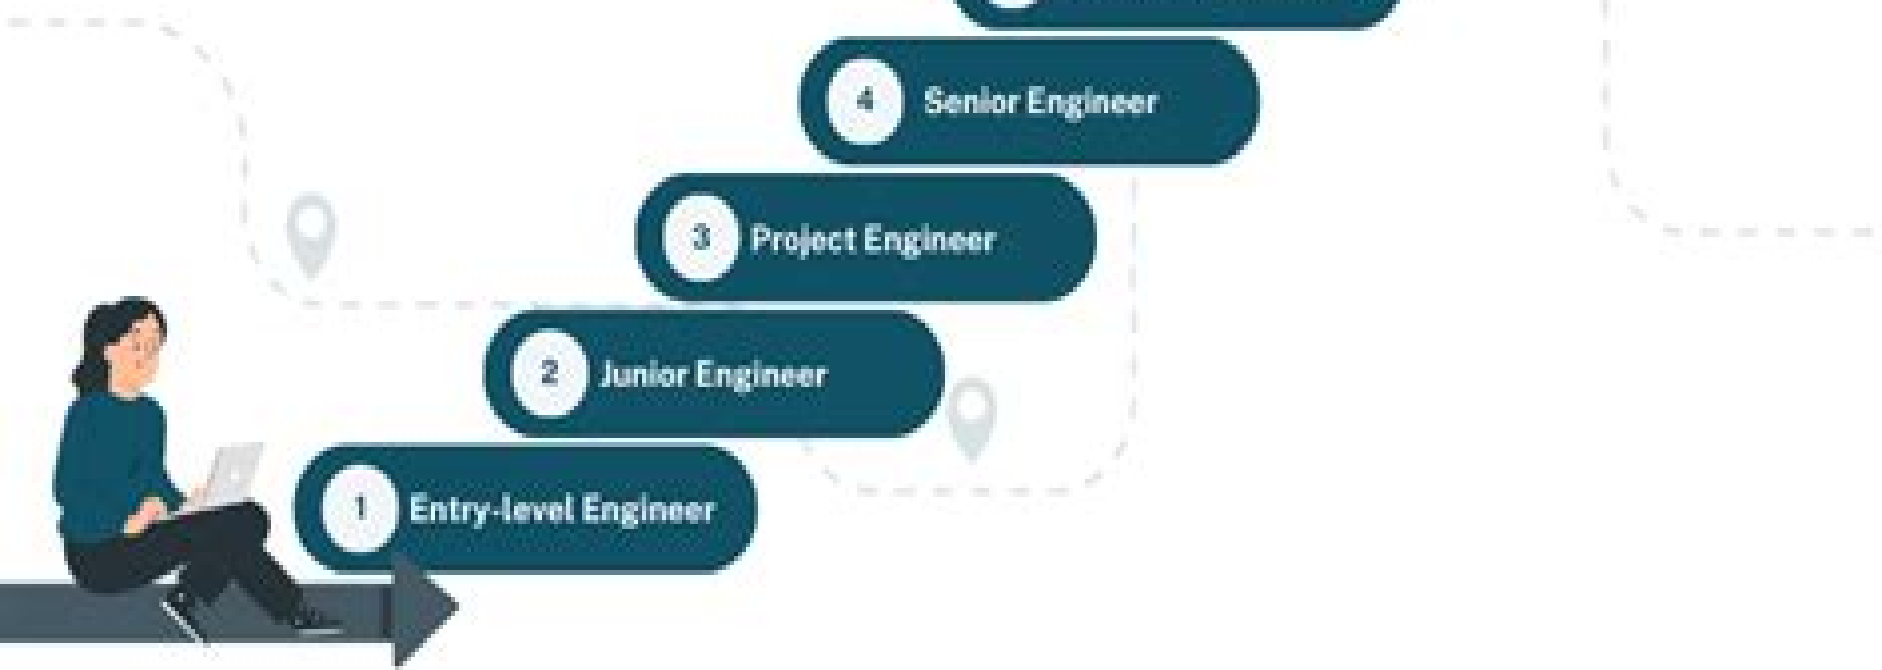 4 Senior Engineer
3 Project Engineer
2 Junior Engineer
1 Entry-level Engineer